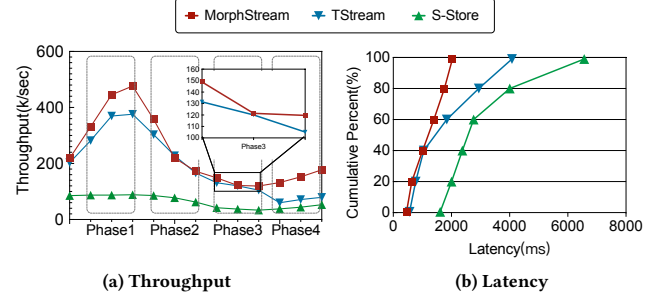 MorphStream TStream S-Store
Throughput(k/sec)
600
400
200
0
160
150
140
130
120
110
100
Phase3
Phase1 Phase2 Phase3 Phase4
(a) Throughput
Cumulative Percent(%)
100
80
60
40
20
0
0 2000 4000 6000 8000
Latency(ms)
(b) Latency